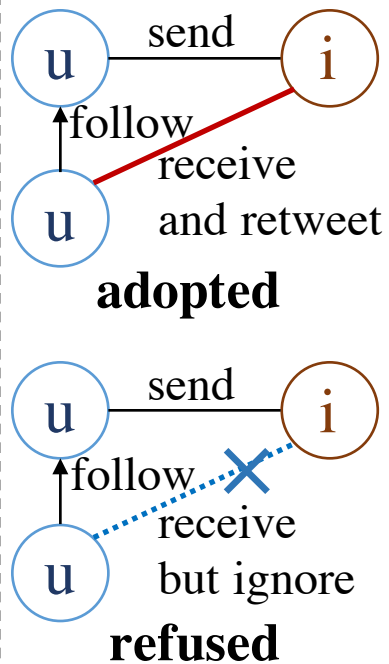 send
u i
follow
receive
u
and retweet
adopted
send
u i
follow
receive
u
but ignore
refused